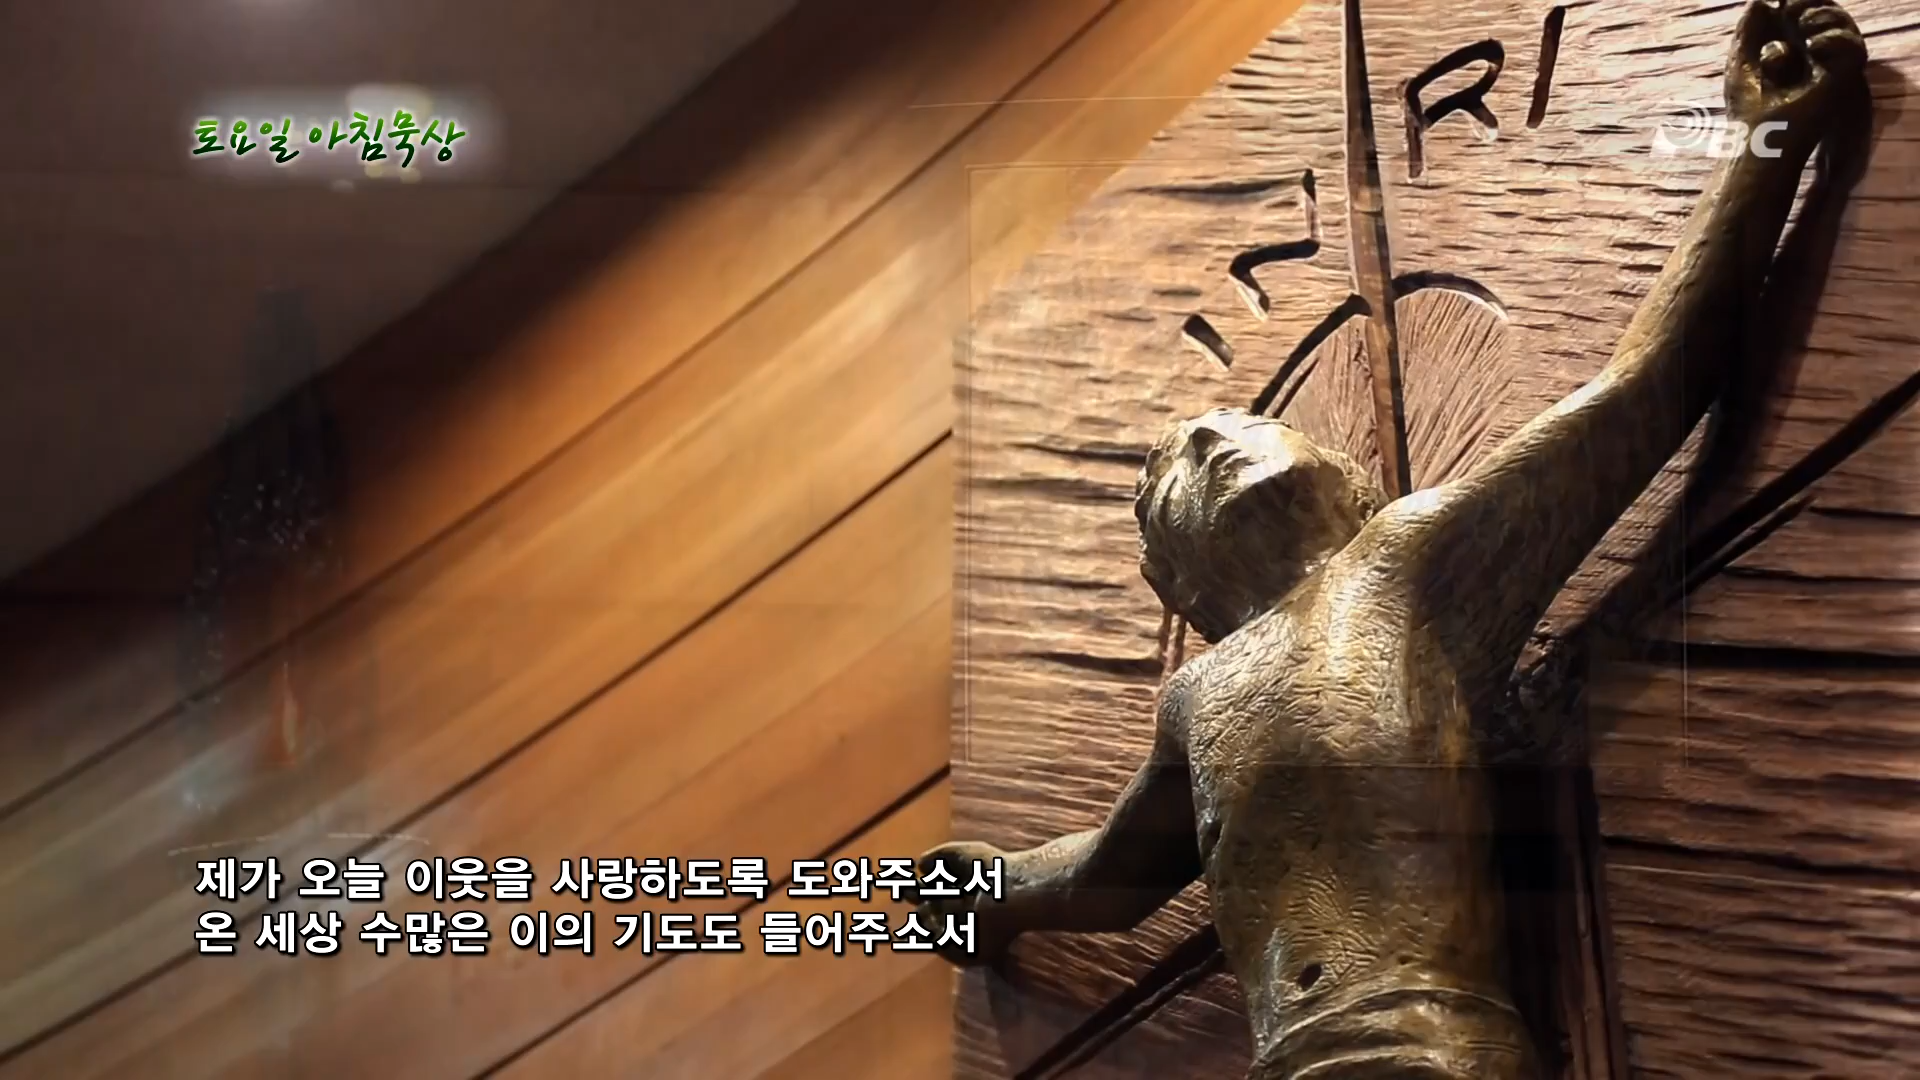 토요일 아침묵상
INRI
PBC
제가 오늘 이웃을 사랑하도록 도와주소서
온 세상 수많은 이의 기도도 들어주소서